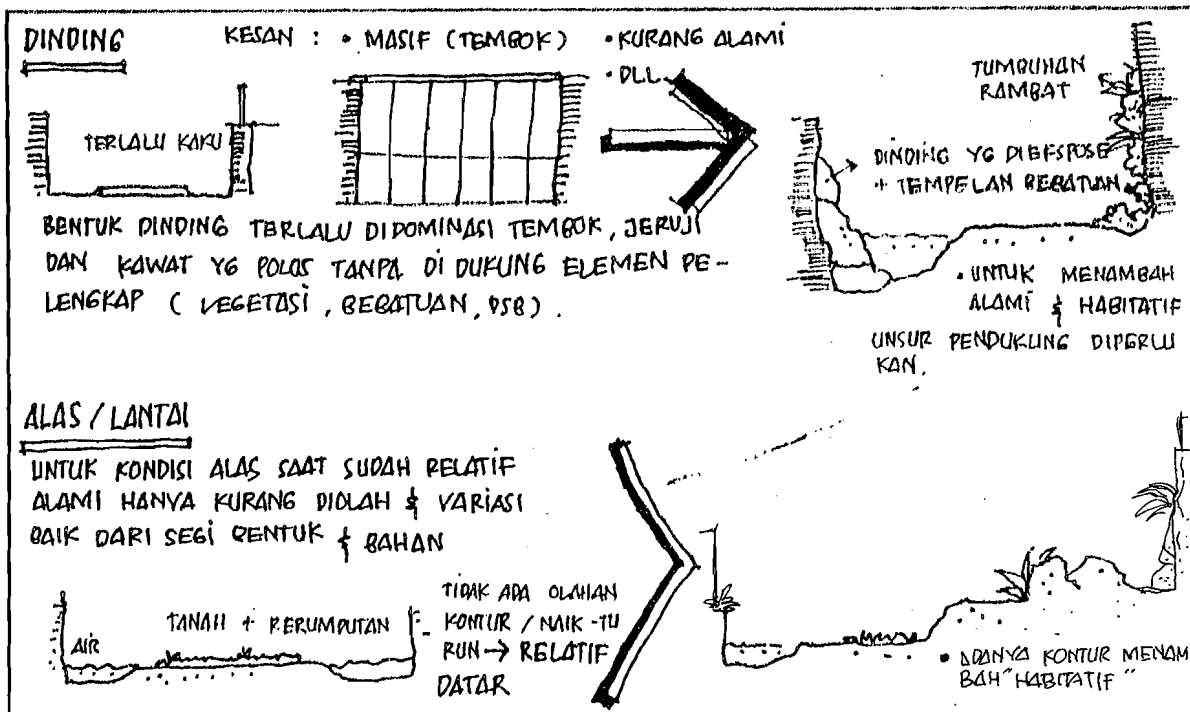 DINDING
KESAN : • MASIF (TEMBOK) • KURANG ALAMI
• DLL
TERLALU KAKU
BENTUK DINDING TERLALU DIDOMINASI TEMBOK, JERUJI
DAN KAWAT YG POLOS TANPA DI DUKUNG ELEMEN PE-
LENGKAP ( VEGETASI, BEBATUAN, DSB).
TUMBUHAN
RAMBAT
DINDING YG DIEKSPOSE
+ TEMPELAN BEBATUAN
• UNTUK MENAMBAH
ALAMI & HABITATIF
UNSUR PENDUKUNG DIPERLU
KAN.
ALAS / LANTAI
UNTUK KONDISI ALAS SAAT SUDAH RELATIF
ALAMI HANYA KURANG DIOLAH & VARIASI
BAIK DARI SEGI BENTUK & BAHAN
AIR
TANAH + RERUMPUTAN
TIDAK ADA OLAHAN
KONTUR / NAIK-TU
RUN → RELATIF
DATAR
• ADANYA KONTUR MENAM
BAH "HABITATIF"